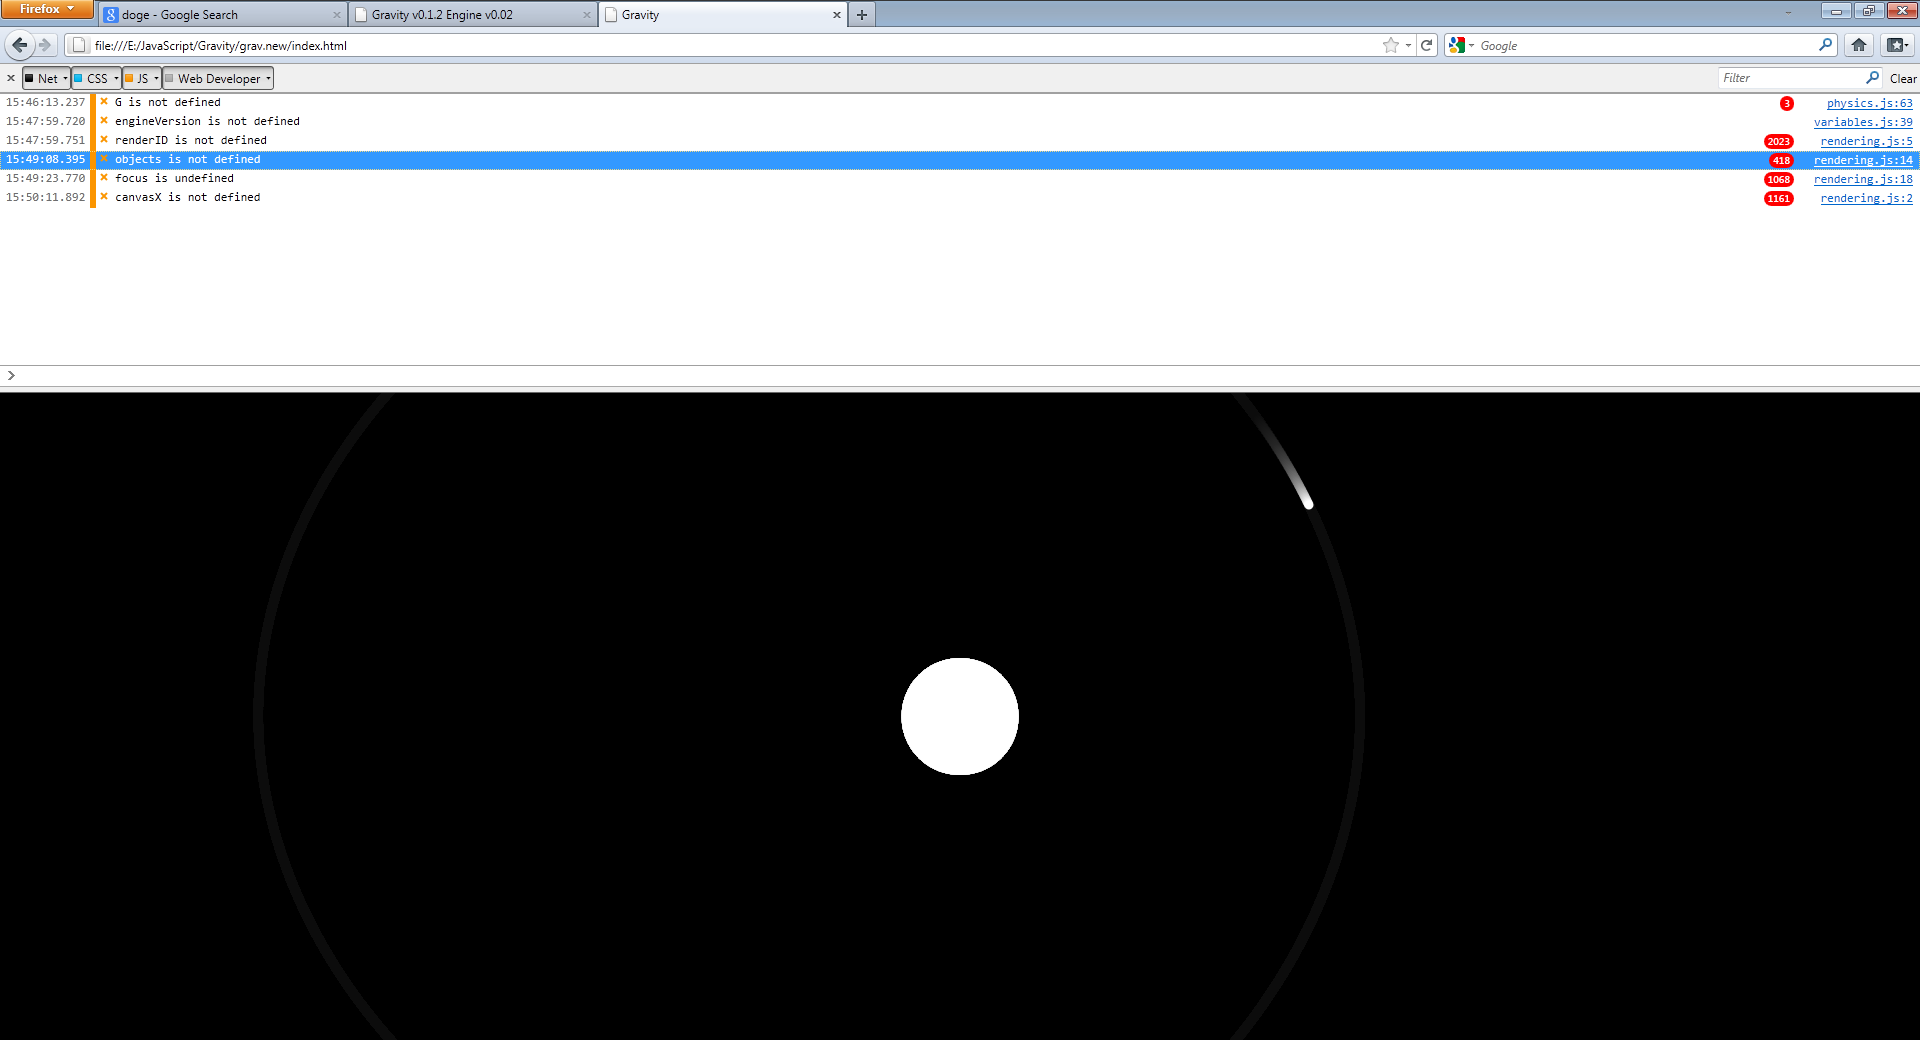 Firefox
doge - Google Search
Gravity v0.1.2 Engine v0.02
Gravity
file:///E:/JavaScript/Gravity/grav.new/index.html
Google
Net CSS JS Web Developer Filter Clear
15:46:13.237 G is not defined 3 physics.js:63
15:47:59.720 engineVersion is not defined variables.js:39
15:47:59.751 renderID is not defined 2023 rendering.js:5
15:49:08.395 objects is not defined 418 rendering.js:14
15:49:23.770 focus is undefined 1068 rendering.js:18
15:50:11.892 canvasX is not defined 1161 rendering.js:2